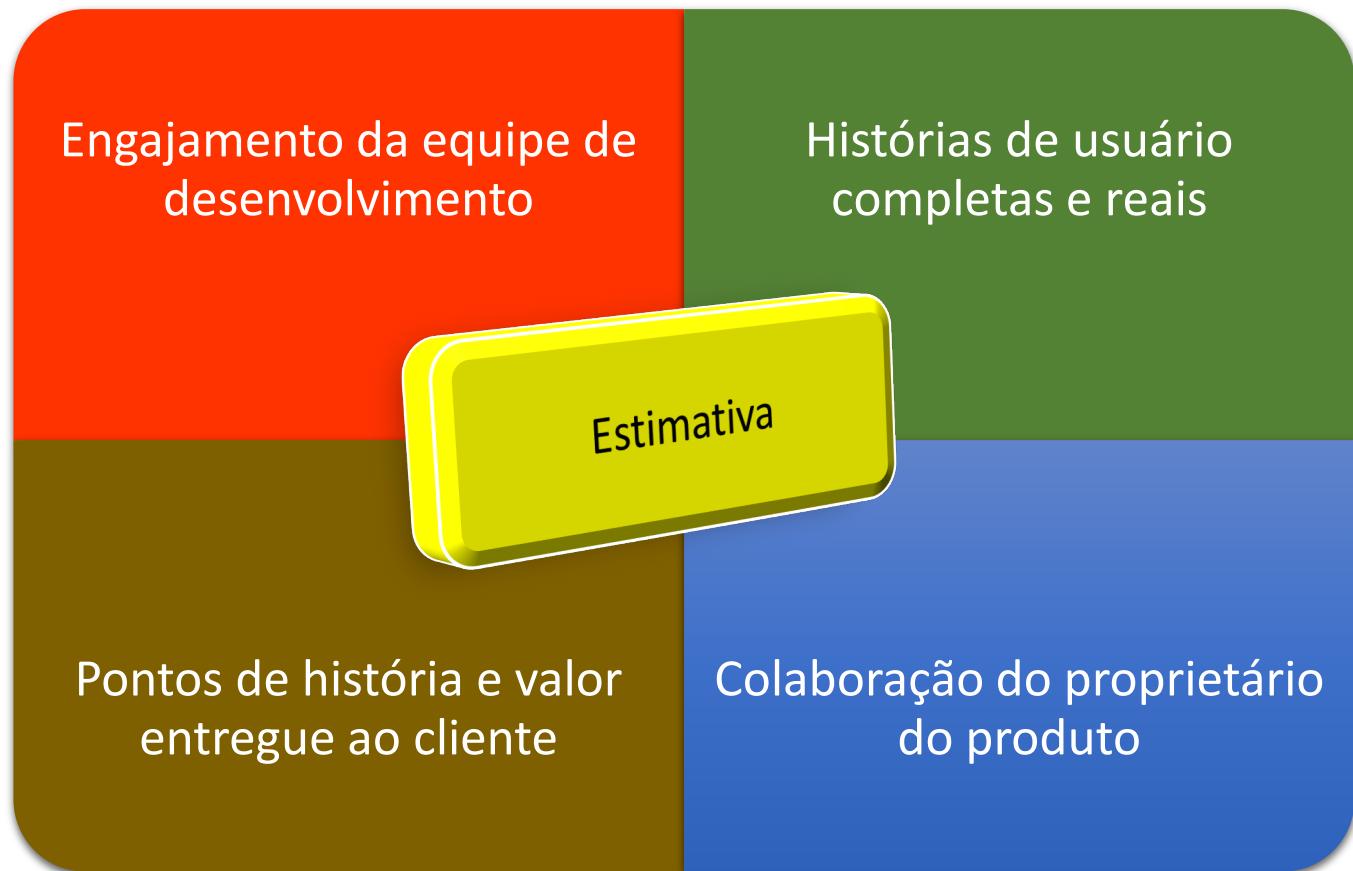 Engajamento da equipe de
desenvolvimento
Histórias de usuário
completas e reais
Estimativa
Pontos de história e valor
entregue ao cliente
Colaboração do proprietário
do produto